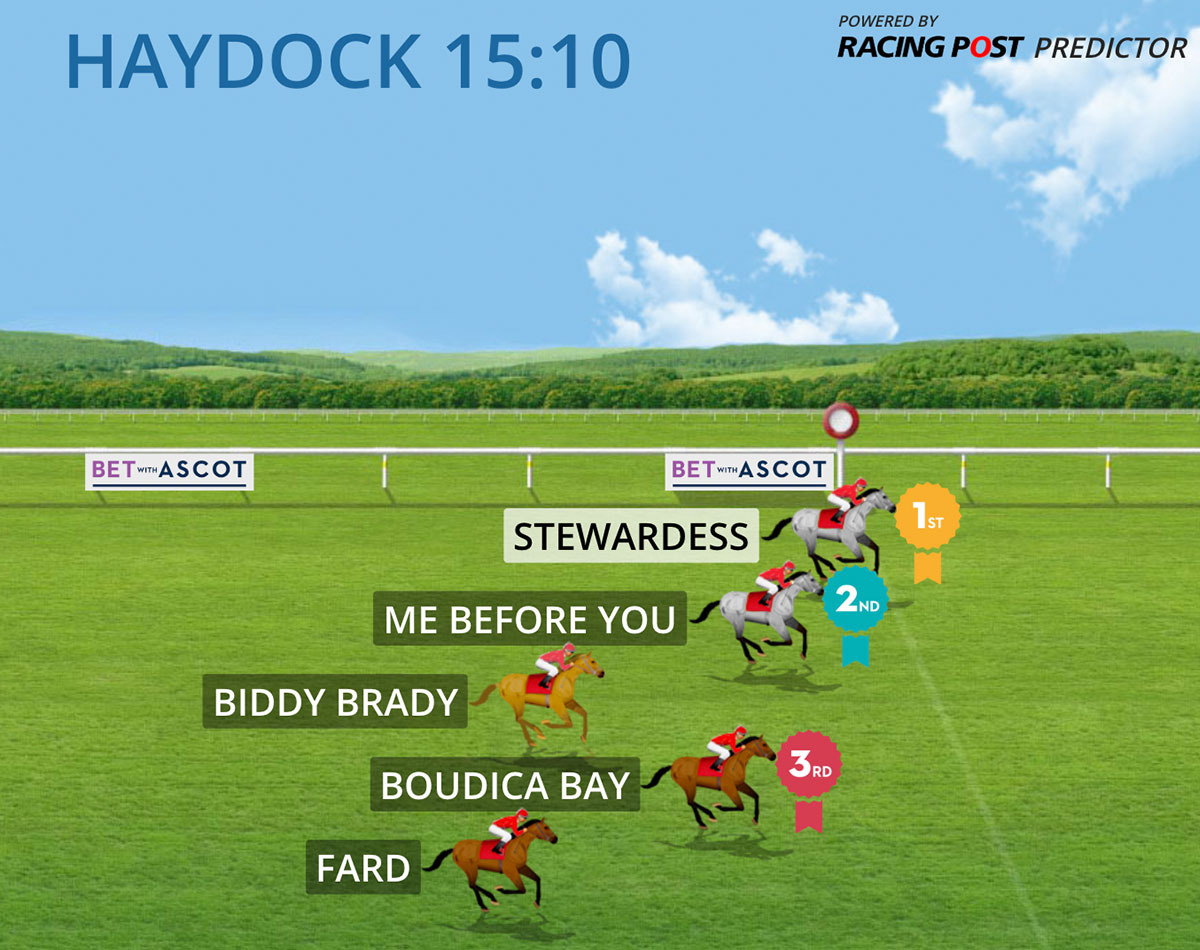 HAYDOCK 15:10
POWERED BY
RACING POST PREDICTOR
BET WITH ASCOT
BET WITH ASCOT
STEWARDESS
1ST
ME BEFORE YOU
2ND
BIDDY BRADY
BOUDICA BAY
3RD
FARD